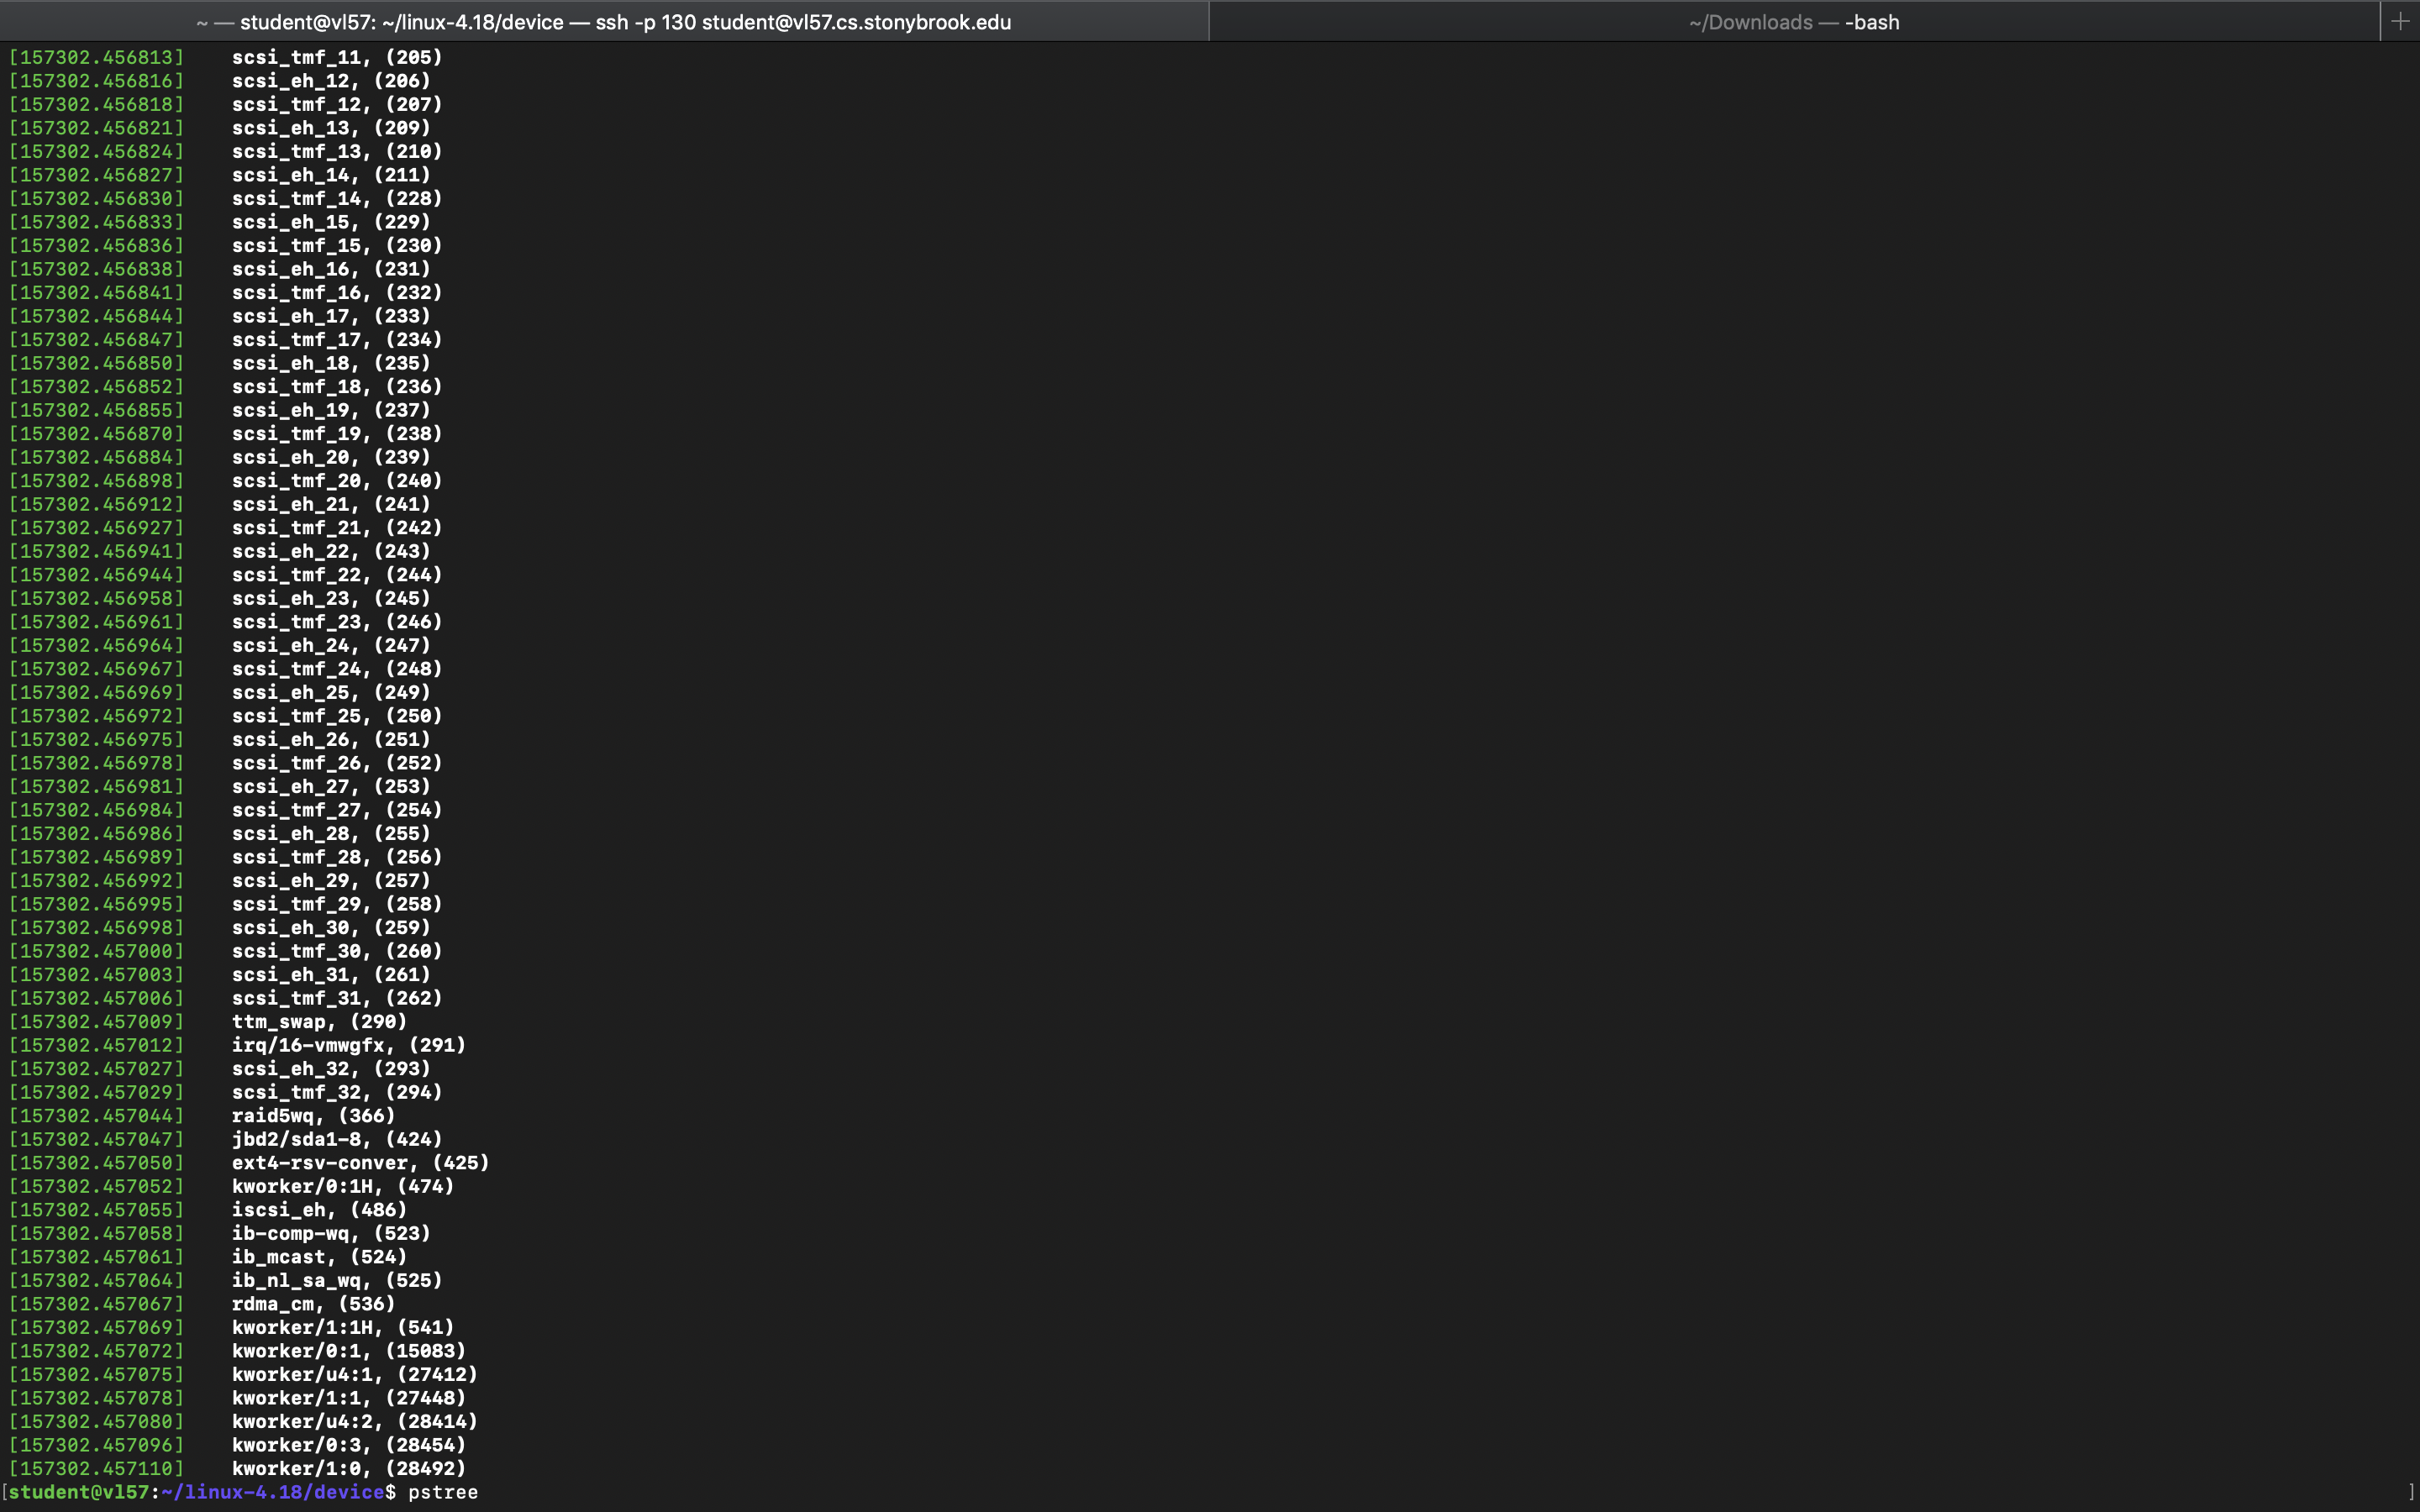 ~ — student@vl57: ~/linux-4.18/device — ssh -p 130 student@vl57.cs.stonybrook.edu
~/Downloads — -bash
+
[157302.456813]    scsi_tmf_11, (205)
[157302.456816]    scsi_eh_12, (206)
[157302.456818]    scsi_tmf_12, (207)
[157302.456821]    scsi_eh_13, (209)
[157302.456824]    scsi_tmf_13, (210)
[157302.456827]    scsi_eh_14, (211)
[157302.456830]    scsi_tmf_14, (228)
[157302.456833]    scsi_eh_15, (229)
[157302.456836]    scsi_tmf_15, (230)
[157302.456838]    scsi_eh_16, (231)
[157302.456841]    scsi_tmf_16, (232)
[157302.456844]    scsi_eh_17, (233)
[157302.456847]    scsi_tmf_17, (234)
[157302.456850]    scsi_eh_18, (235)
[157302.456852]    scsi_tmf_18, (236)
[157302.456855]    scsi_eh_19, (237)
[157302.456870]    scsi_tmf_19, (238)
[157302.456884]    scsi_eh_20, (239)
[157302.456898]    scsi_tmf_20, (240)
[157302.456912]    scsi_eh_21, (241)
[157302.456927]    scsi_tmf_21, (242)
[157302.456941]    scsi_eh_22, (243)
[157302.456944]    scsi_tmf_22, (244)
[157302.456958]    scsi_eh_23, (245)
[157302.456961]    scsi_tmf_23, (246)
[157302.456964]    scsi_eh_24, (247)
[157302.456967]    scsi_tmf_24, (248)
[157302.456969]    scsi_eh_25, (249)
[157302.456972]    scsi_tmf_25, (250)
[157302.456975]    scsi_eh_26, (251)
[157302.456978]    scsi_tmf_26, (252)
[157302.456981]    scsi_eh_27, (253)
[157302.456984]    scsi_tmf_27, (254)
[157302.456986]    scsi_eh_28, (255)
[157302.456989]    scsi_tmf_28, (256)
[157302.456992]    scsi_eh_29, (257)
[157302.456995]    scsi_tmf_29, (258)
[157302.456998]    scsi_eh_30, (259)
[157302.457000]    scsi_tmf_30, (260)
[157302.457003]    scsi_eh_31, (261)
[157302.457006]    scsi_tmf_31, (262)
[157302.457009]    ttm_swap, (290)
[157302.457012]    irq/16-vmwgfx, (291)
[157302.457027]    scsi_eh_32, (293)
[157302.457029]    scsi_tmf_32, (294)
[157302.457044]    raid5wq, (366)
[157302.457047]    jbd2/sda1-8, (424)
[157302.457050]    ext4-rsv-conver, (425)
[157302.457052]    kworker/0:1H, (474)
[157302.457055]    iscsi_eh, (486)
[157302.457058]    ib-comp-wq, (523)
[157302.457061]    ib_mcast, (524)
[157302.457064]    ib_nl_sa_wq, (525)
[157302.457067]    rdma_cm, (536)
[157302.457069]    kworker/1:1H, (541)
[157302.457072]    kworker/0:1, (15083)
[157302.457075]    kworker/u4:1, (27412)
[157302.457078]    kworker/1:1, (27448)
[157302.457080]    kworker/u4:2, (28414)
[157302.457096]    kworker/0:3, (28454)
[157302.457110]    kworker/1:0, (28492)
[student@vl57:~/linux-4.18/device$ pstree ]